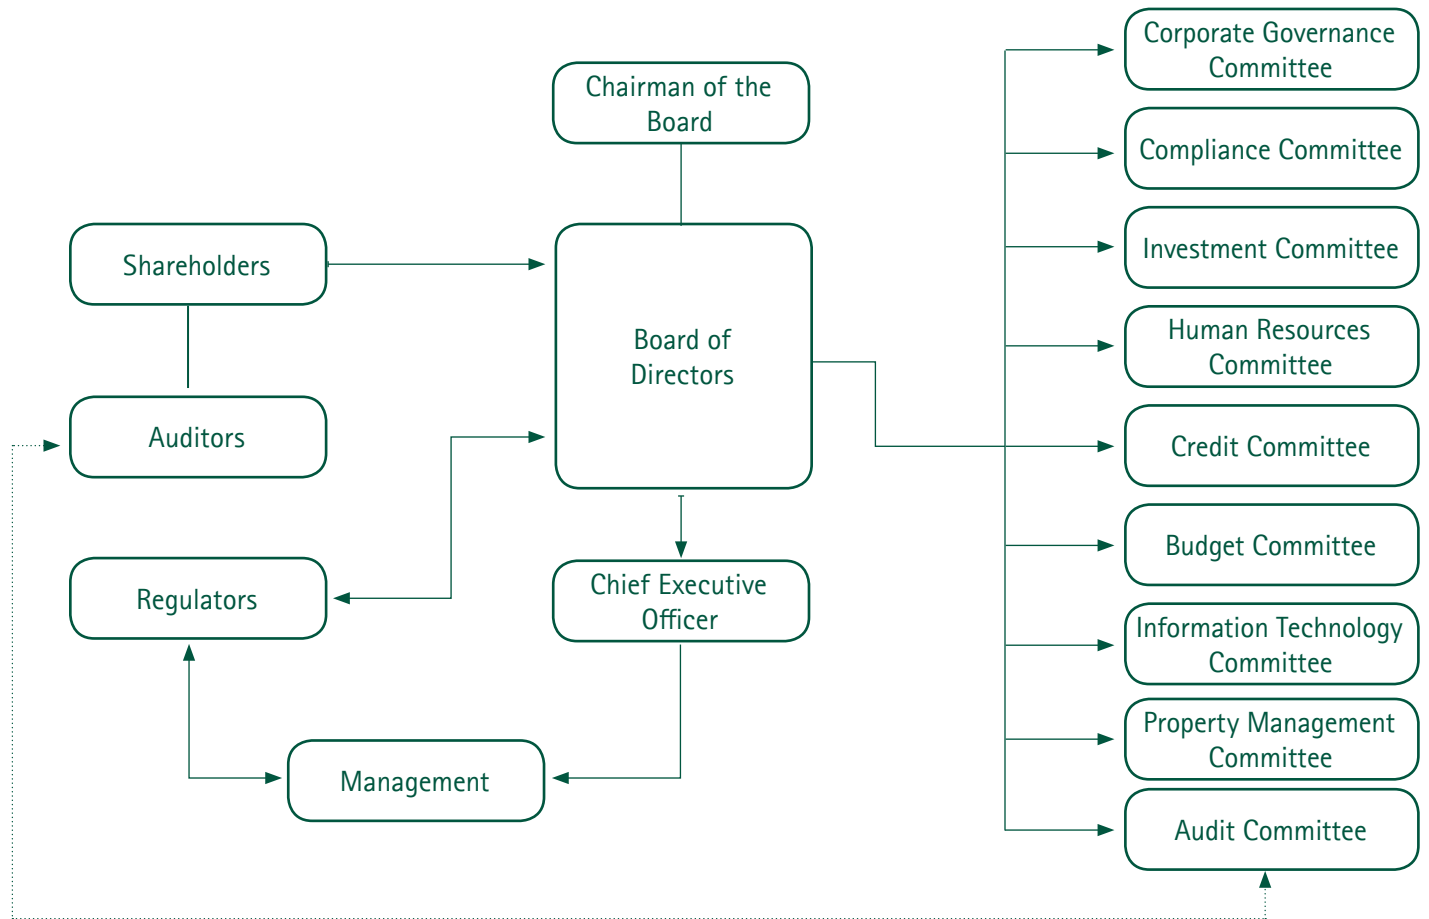 Chairman of the
Board
Shareholders
Auditors
Regulators
Management
Board of
Directors
Chief Executive
Officer
Corporate Governance
Committee
Compliance Committee
Investment Committee
Human Resources
Committee
Credit Committee
Budget Committee
Information Technology
Committee
Property Management
Committee
Audit Committee